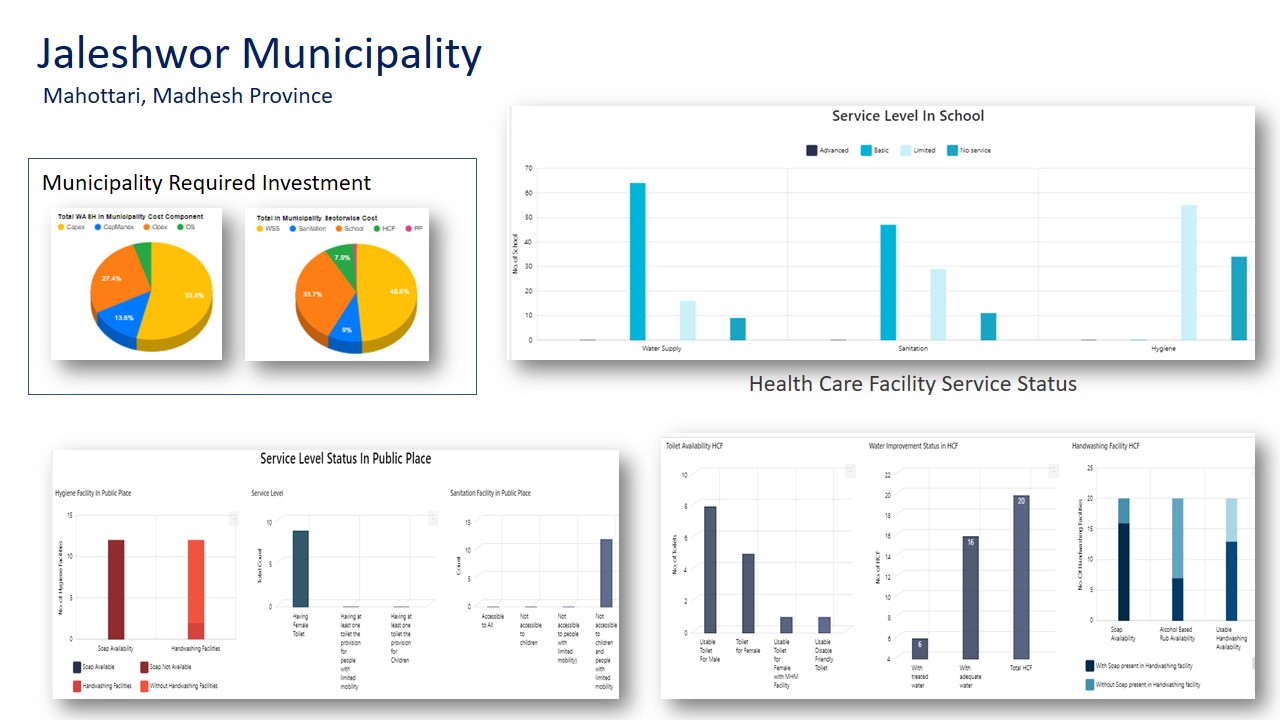 Jaleshwor Municipality
Mahottari, Madhesh Province
Municipality Required Investment
Total WASH in Municipality Cost Component
Capex CapManex Opex DS
27.4%
53.9%
13.6%
Total in Municipality Sectorwise Cost
WSS Sanitation School HCF PP
7.9%
33.7%
48.8%
9%
Service Level In School
Advanced Basic Limited No service
No. of School
70
60
50
40
30
20
10
0
Water Supply Sanitation Hygiene
Health Care Facility Service Status
Service Level Status In Public Place
Hygiene Facility In Public Place
No. of Hygiene Facilities
15
10
5
0
Soap Availability Handwashing Facilities
Soap Available Soap Not Available
Handwashing Facilities Without Handwashing Facilities
Service Level
Total Count
10
5
0
Having
Female
Toilet
Having at
least one
toilet the
provision
for
people
with
limited
mobility
Having at
least one
toilet the
provision
for
Children
Sanitation Facility in Public Place
Count
15
10
5
0
Accessible
to All
Not
accessible
to
children
Not
accessible
to people
with
limited
mobility)
Not
accessible
to
children
and
people
with
limited
mobility
Toilet Availability HCF
No. of Toilets
10
8
6
4
2
0
Usable
Toilet
For Male
Toilet
for Female
Usable
Toilet
for
Female
with MHM
Facility
Usable
Disable
Friendly
Toilet
Water Improvement Status in HCF
No. of HCF
22
20
18
16
14
12
10
8
6
4
6
16
20
With
treated
water
With
adequate
water
Total HCF
Handwashing Facility HCF
No. Of Handwashing Facilities
25
20
15
10
5
0
Soap
Availability
Alcohol Based
Rub Availability
Usable
Handwashing
Availability
With Soap present in Handwashing facility
Without Soap present in Handwashing facility